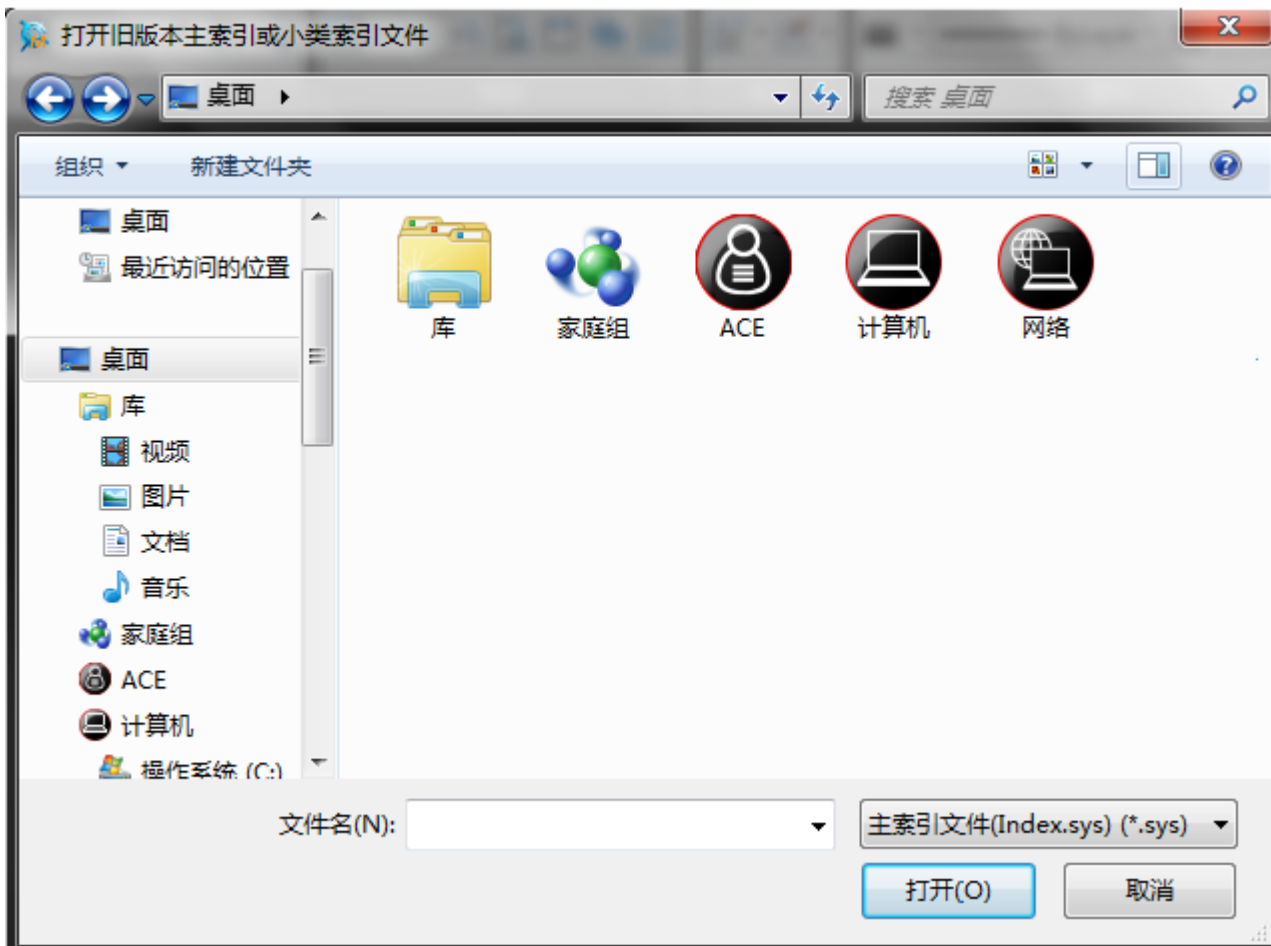 打开旧版本主索引或小类索引文件
桌面
搜索 桌面
组织
新建文件夹
桌面
最近访问的位置
桌面
库
视频
图片
文档
音乐
家庭组
ACE
计算机
操作系统 (C:)
库
家庭组
ACE
计算机
网络
文件名(N):
主索引文件(Index.sys) (*.sys)
打开(O)
取消